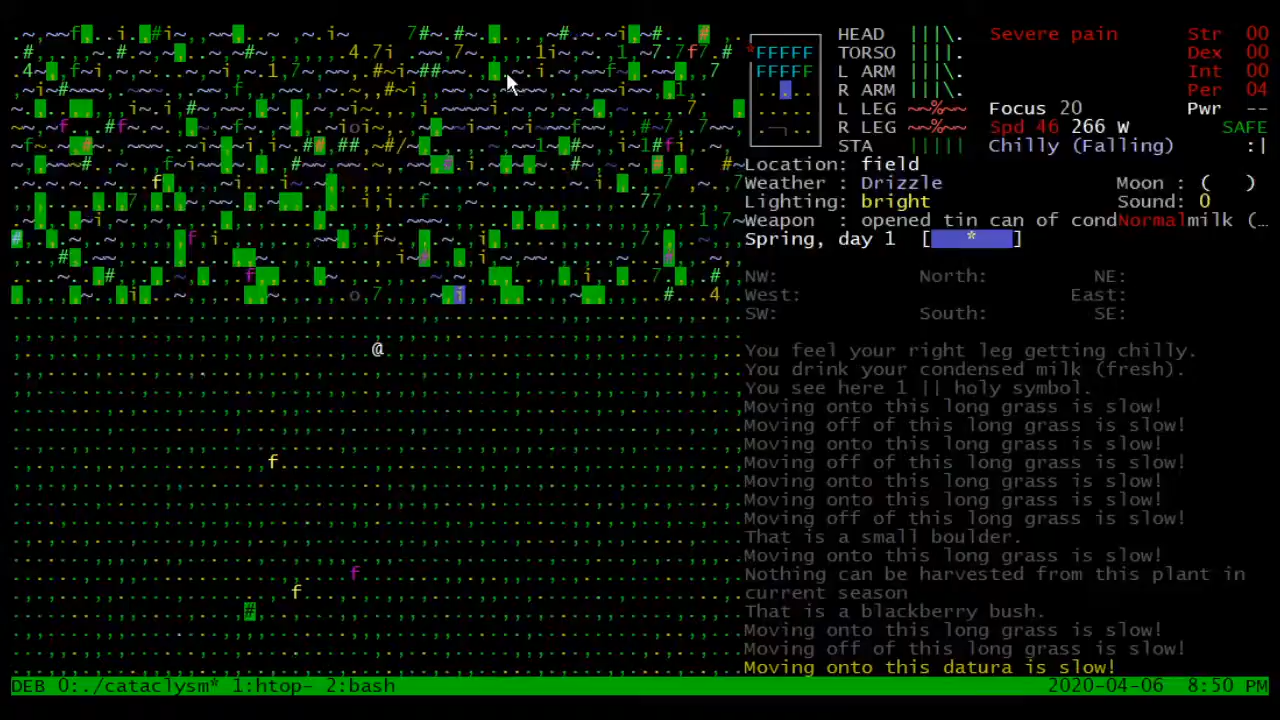 HEAD |||\. Severe pain Str 00
TORSO ||||. Dex 00
L ARM |||\. Int 00
R ARM |||\. Per 04
L LEG ~~%~~ Focus 20 Pwr --
R LEG ~~%~~ Spd 46 266 W SAFE
STA ||||| Chilly (Falling) :|
Location: field
Weather : Drizzle Moon : ( )
Lighting: bright Sound: 0
Weapon : opened tin can of condNormalmilk (…
Spring, day 1 [ * ]
NW: North: NE:
West: East:
SW: South: SE:
You feel your right leg getting chilly.
You drink your condensed milk (fresh).
You see here 1 || holy symbol.
Moving onto this long grass is slow!
Moving off of this long grass is slow!
Moving onto this long grass is slow!
Moving off of this long grass is slow!
Moving onto this long grass is slow!
Moving onto this long grass is slow!
Moving off of this long grass is slow!
That is a small boulder.
Moving onto this long grass is slow!
Nothing can be harvested from this plant in
current season
That is a blackberry bush.
Moving onto this long grass is slow!
Moving off of this long grass is slow!
Moving onto this datura is slow!
DEB 0:./cataclysm* 1:htop- 2:bash 2020-04-06 8:50 PM